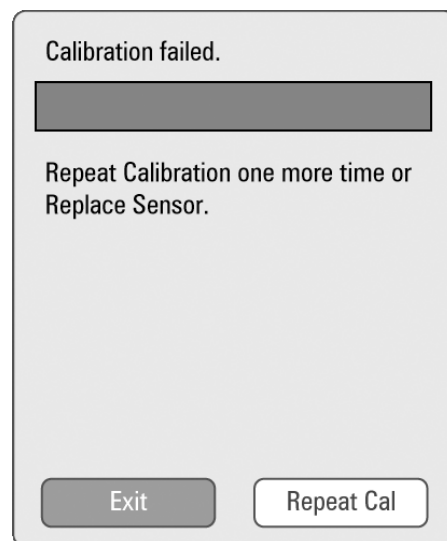 Calibration failed.
Repeat Calibration one more time or
Replace Sensor.
Exit
Repeat Cal